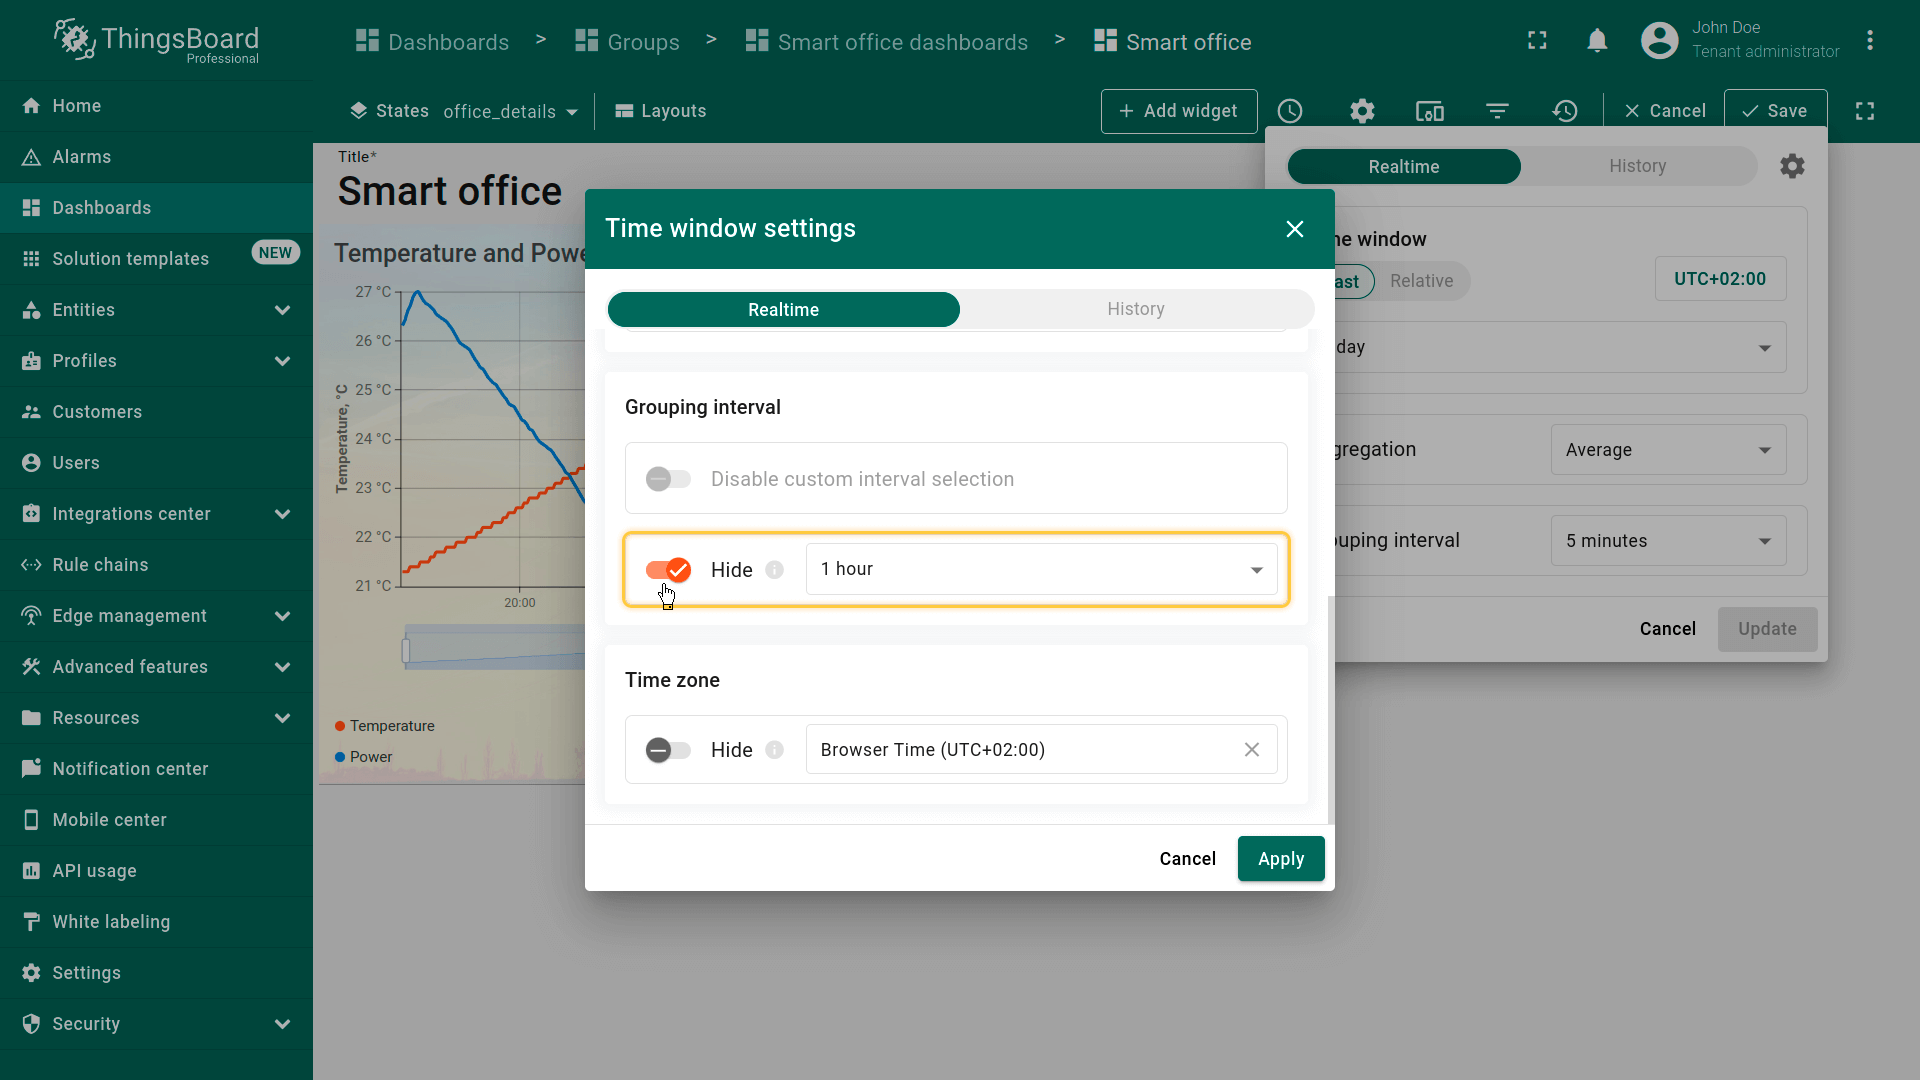 ThingsBoard
Professional
Dashboards > Groups > Smart office dashboards > Smart office
John Doe
Tenant administrator
Home
Alarms
Dashboards
Solution templates NEW
Entities
Profiles
Customers
Users
Integrations center
Rule chains
Edge management
Advanced features
Resources
Notification center
Mobile center
API usage
White labeling
Settings
Security
States office_details Layouts + Add widget Cancel Save
Title*
Smart office
Temperature and Powe
Temperature, °C
27 °C
26 °C
25 °C
24 °C
23 °C
22 °C
21 °C
20:00
Temperature
Power
Realtime History
ne window
ast Relative UTC+02:00
day
gregation Average
ouping interval 5 minutes
Cancel Update
Time window settings
Realtime History
Grouping interval
Disable custom interval selection
Hide 1 hour
Time zone
Hide Browser Time (UTC+02:00)
Cancel Apply